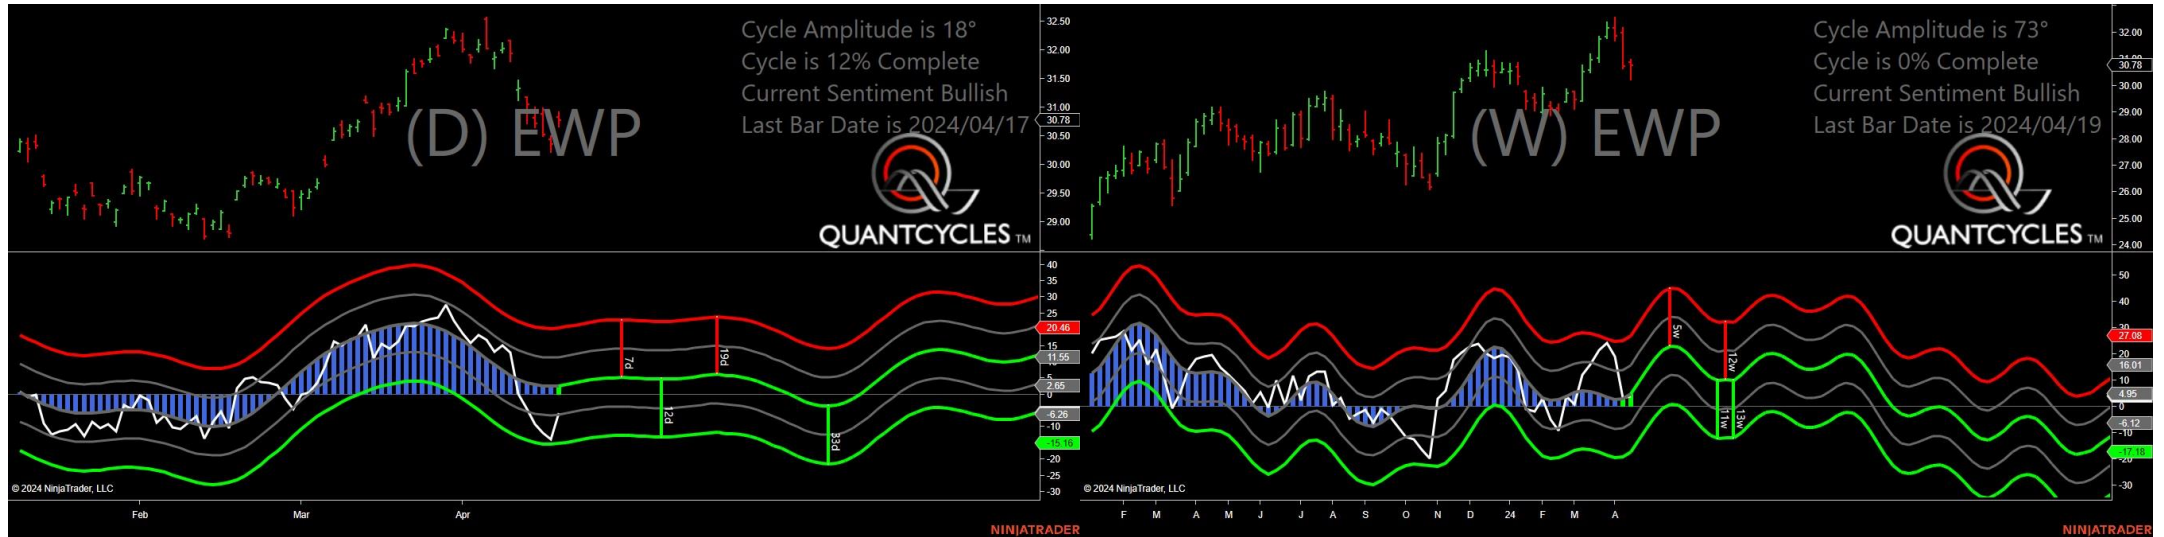 Cycle Amplitude is 18°
Cycle is 12% Complete
Current Sentiment Bullish
Last Bar Date is 2024/04/17
(D) EWP
QUANTCYCLES TM
32.50
32.00
31.50
31.00
30.78
30.50
30.00
29.50
29.00
40
35
30
25
20.46
11.55
5
2.65
0
-6.26
-10
-15.16
-20
-25
-30
7d
19d
12d
33d
© 2024 NinjaTrader, LLC
Feb
Mar
Apr
NINJATRADER
Cycle Amplitude is 73°
Cycle is 0% Complete
Current Sentiment Bullish
Last Bar Date is 2024/04/19
(W) EWP
QUANTCYCLES TM
32.00
30.78
30.00
29.00
28.00
27.00
26.00
25.00
24.00
50
40
27.08
20
16.01
10
4.95
0
-6.12
-10
-17.18
-30
5w
12w
11w
13w
© 2024 NinjaTrader, LLC
F
M
A
M
J
J
A
S
O
N
D
24
F
M
A
NINJATRADER